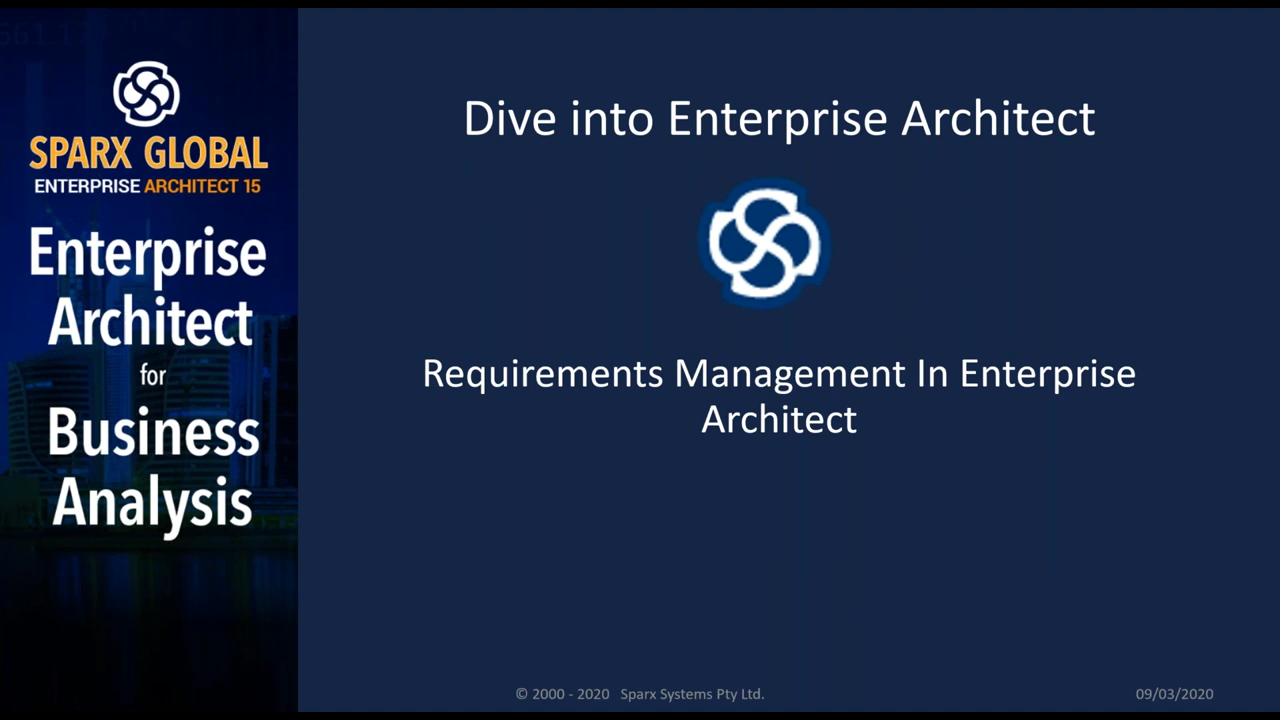 SPARX GLOBAL
ENTERPRISE ARCHITECT 15
Enterprise
Architect
for
Business
Analysis
Dive into Enterprise Architect
Requirements Management In Enterprise
Architect
© 2000 - 2020 Sparx Systems Pty Ltd.
09/03/2020